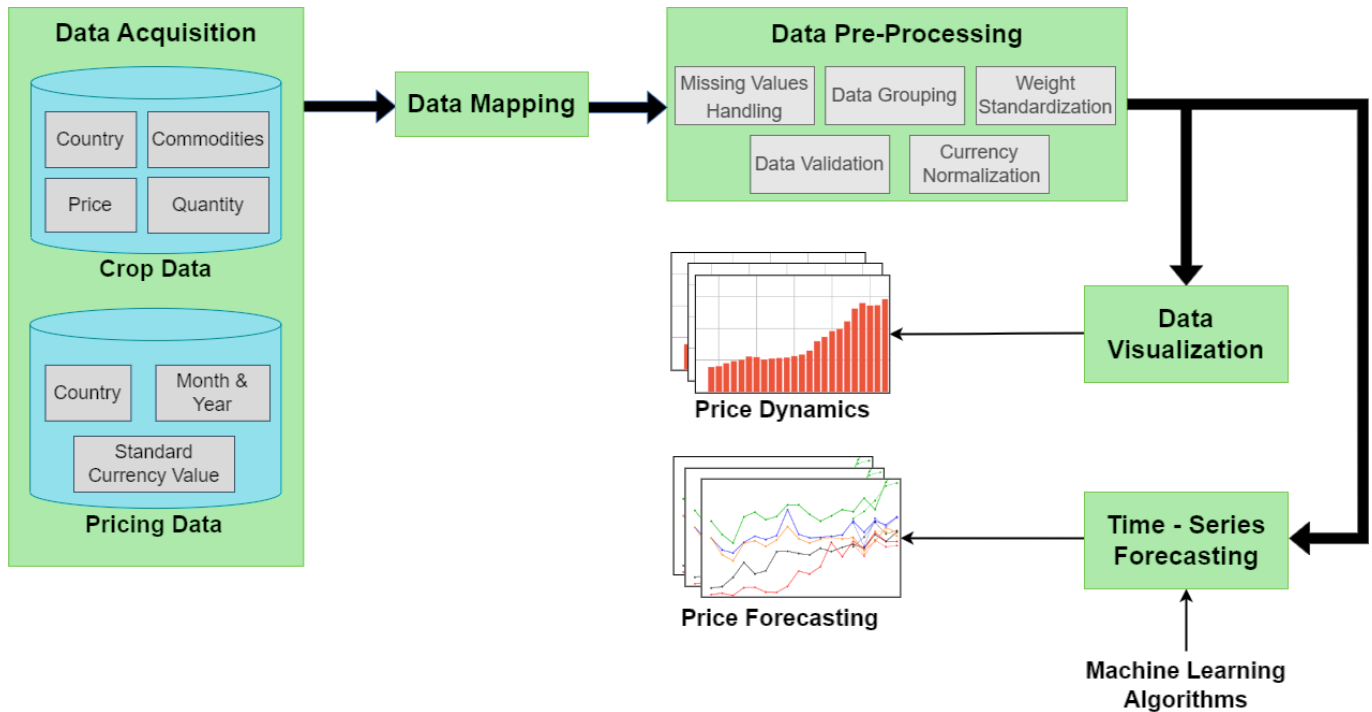 Data Acquisition
Country
Commodities
Price
Quantity
Crop Data
Country
Month &
Year
Standard
Currency Value
Pricing Data
Data Mapping
Data Pre-Processing
Missing Values
Handling
Data Grouping
Weight
Standardization
Data Validation
Currency
Normalization
Data
Visualization
Price Dynamics
Time - Series
Forecasting
Price Forecasting
Machine Learning
Algorithms